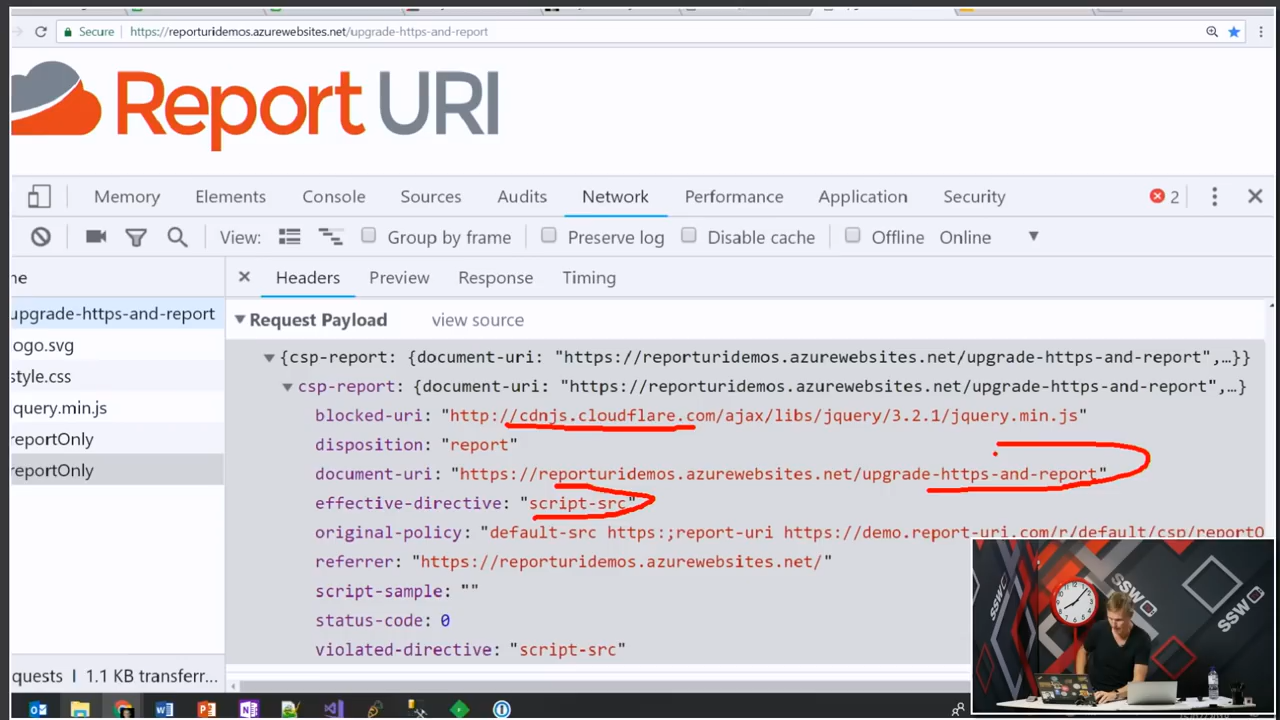 Secure https://reporturidemos.azurewebsites.net/upgrade-https-and-report
Report URI
Memory Elements Console Sources Audits Network Performance Application Security 2
View: Group by frame Preserve log Disable cache Offline Online
me Headers Preview Response Timing
upgrade-https-and-report
Request Payload view source
ogo.svg
style.css
query.min.js
reportOnly
reportOnly
{csp-report: {document-uri: "https://reporturidemos.azurewebsites.net/upgrade-https-and-report",…}}
csp-report: {document-uri: "https://reporturidemos.azurewebsites.net/upgrade-https-and-report",…}
blocked-uri: "http://cdnjs.cloudflare.com/ajax/libs/jquery/3.2.1/jquery.min.js"
disposition: "report"
document-uri: "https://reporturidemos.azurewebsites.net/upgrade-https-and-report"
effective-directive: "script-src"
original-policy: "default-src https:;report-uri https://demo.report-uri.com/r/default/csp/reportO
referrer: "https://reporturidemos.azurewebsites.net/"
script-sample: ""
status-code: 0
violated-directive: "script-src"
quests | 1.1 KB transferr...
SSW
SSW
SSW